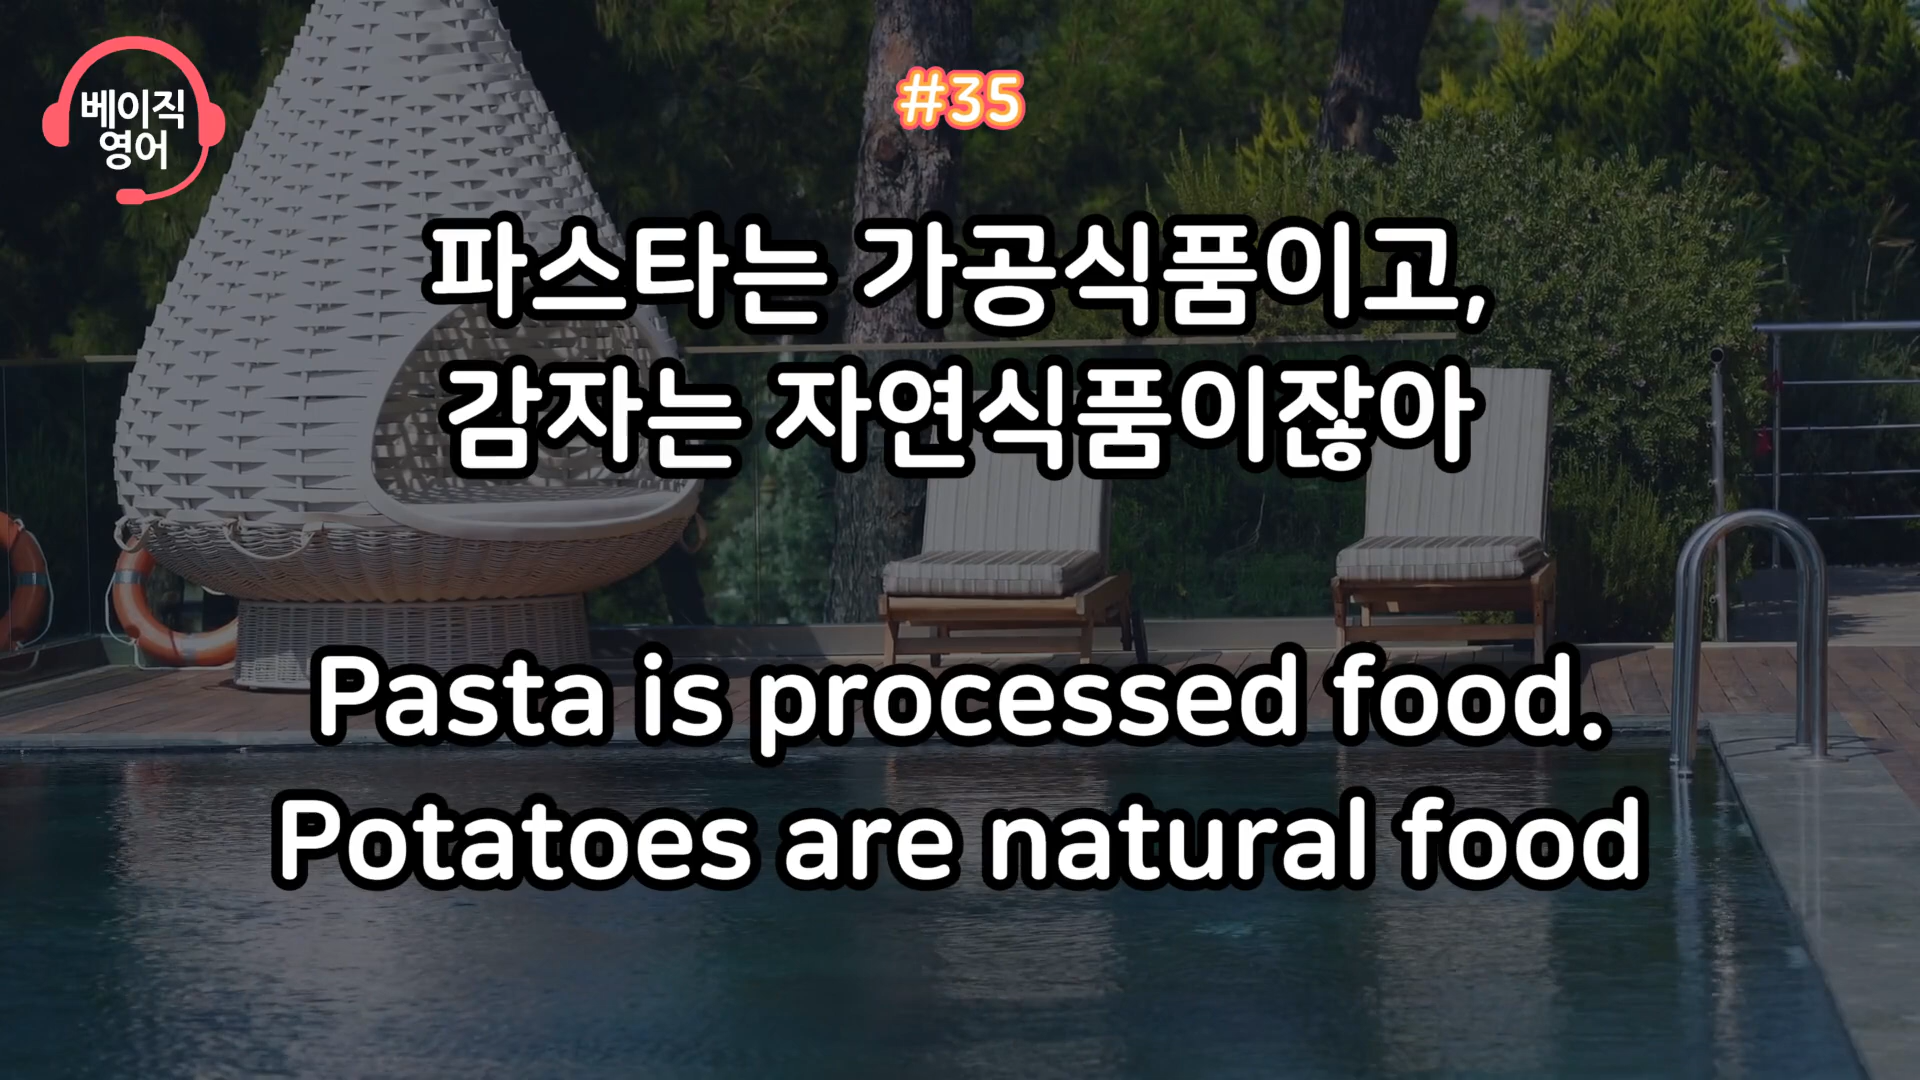 베이직
영어
#35
파스타는 가공식품이고,
감자는 자연식품이잖아
Pasta is processed food.
Potatoes are natural food